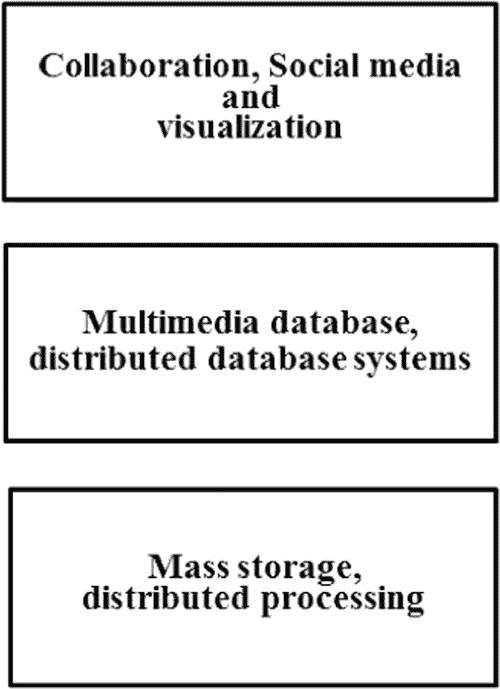 Collaboration, Social media
and
visualization
Multimedia database,
distributed database systems
Mass storage,
distributed processing